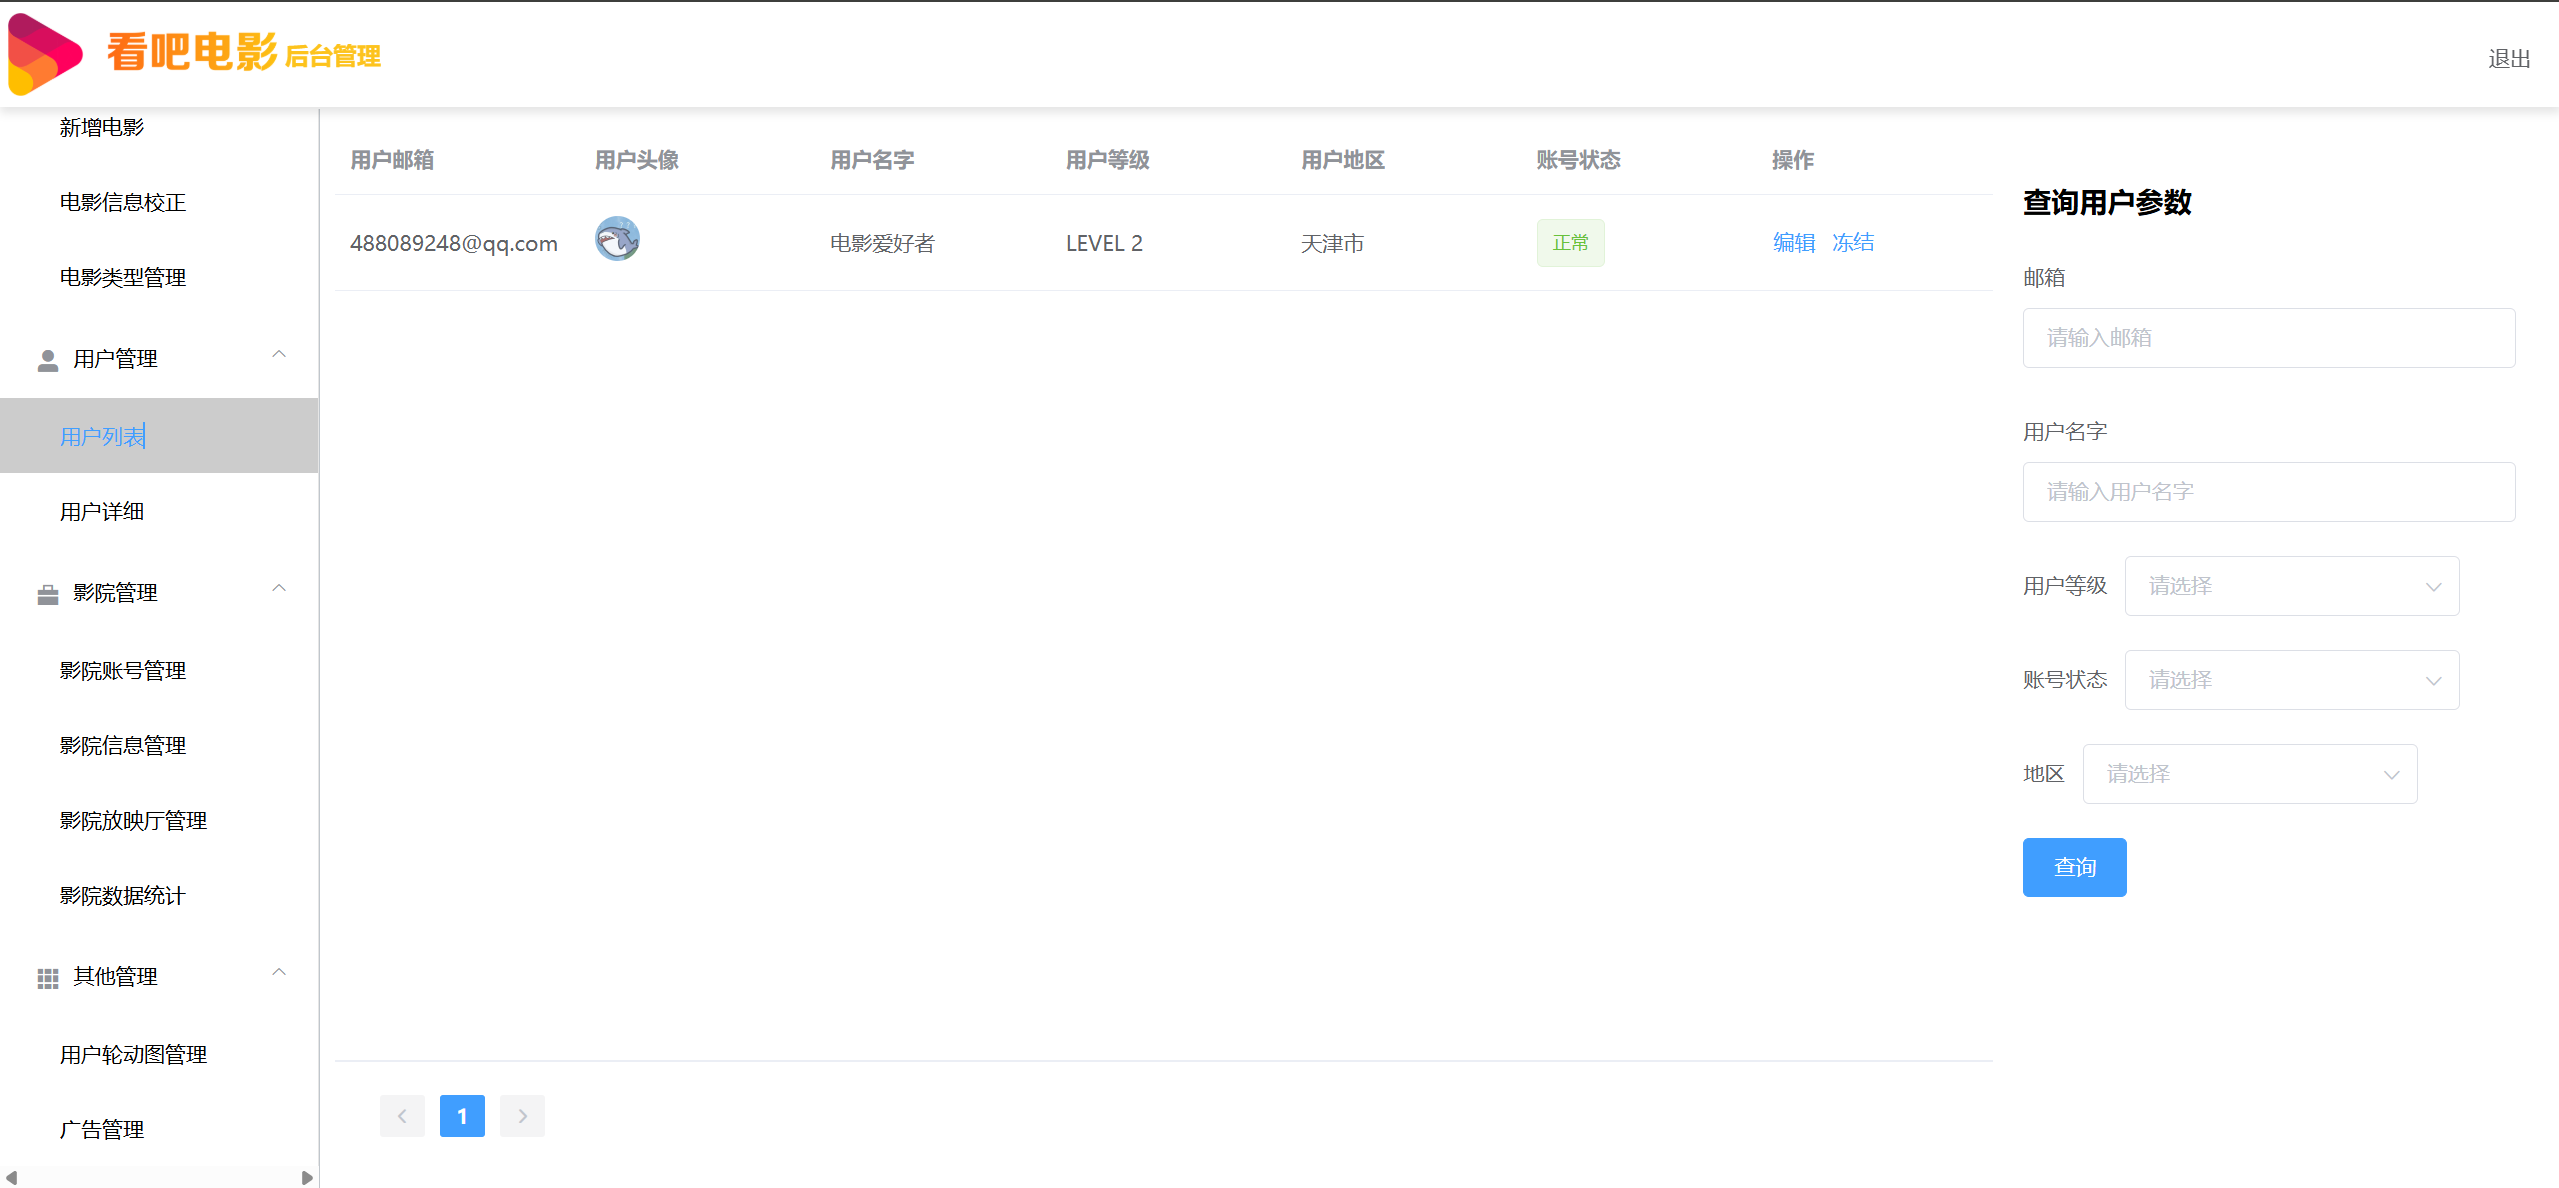 看吧电影 后台管理
退出
新增电影
电影信息校正
电影类型管理
用户管理
用户列表
用户详细
影院管理
影院账号管理
影院信息管理
影院放映厅管理
影院数据统计
其他管理
用户轮动图管理
广告管理
用户邮箱 用户头像 用户名字 用户等级 用户地区 账号状态 操作
488089248@qq.com 电影爱好者 LEVEL 2 天津市 正常 编辑 冻结
1
查询用户参数
邮箱
请输入邮箱
用户名字
请输入用户名字
用户等级 请选择
账号状态 请选择
地区 请选择
查询